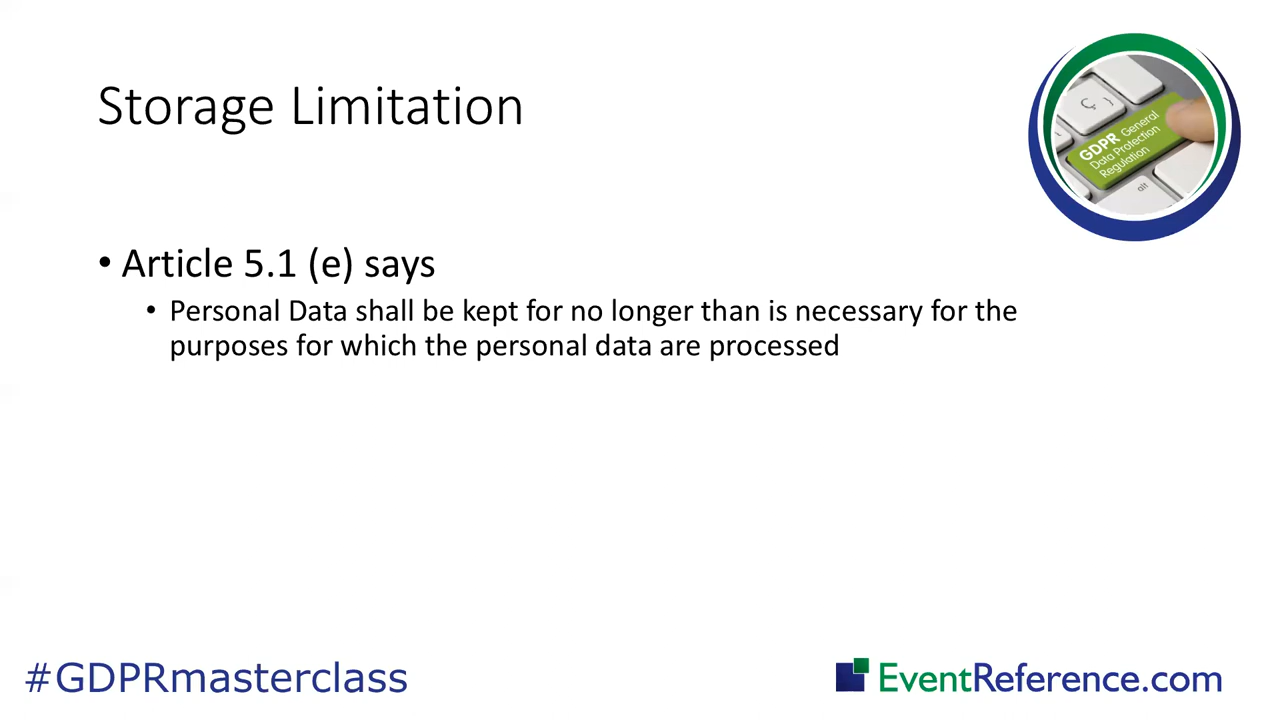 Storage Limitation
Ç
GDPR General
Data Protection
Regulation
alt
• Article 5.1 (e) says
• Personal Data shall be kept for no longer than is necessary for the
purposes for which the personal data are processed
#GDPRmasterclass
EventReference.com